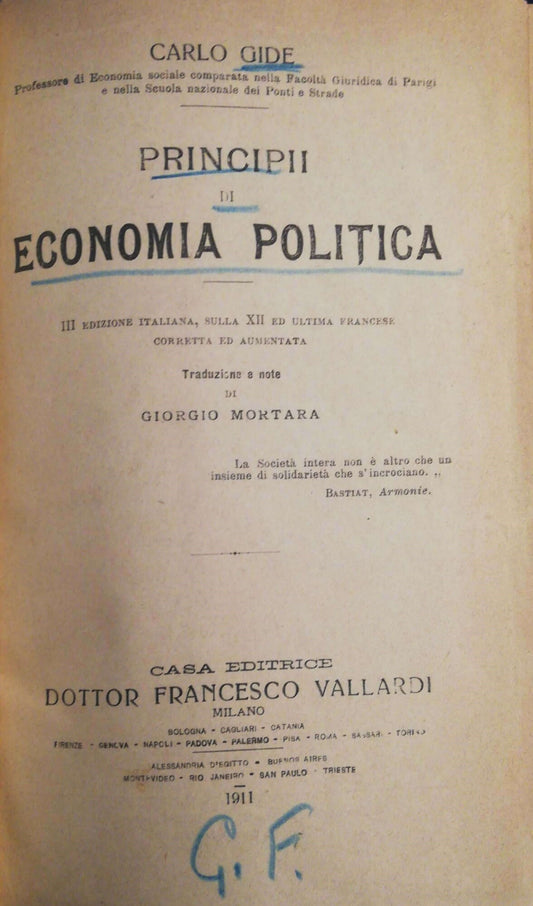 CARLO GIDE
Professore di Economia sociale comparata nella Facoltà Giuridica di Parigi
e nella Scuola nazionale dei Ponti e Strade
PRINCIPII
DI
ECONOMIA POLITICA
III EDIZIONE ITALIANA, SULLA XII ED ULTIMA FRANCESE
CORRETTA ED AUMENTATA
Traduzione e note
DI
GIORGIO MORTARA
La Società intera non è altro che un
insieme di solidarietà che s'incrociano...
BASTIAT, Armonie.
CASA EDITRICE
DOTTOR FRANCESCO VALLARDI
MILANO
BOLOGNA - CAGLIARI - CATANIA
FIRENZE - GENOVA - NAPOLI - PADOVA - PALERMO - PISA - ROMA - SASSARI - TORINO
ALESSANDRIA D'EGITTO - BUENOS AIRES
MONTEVIDEO - RIO JANEIRO - SAN PAULO - TRIESTE
1911
G. F.